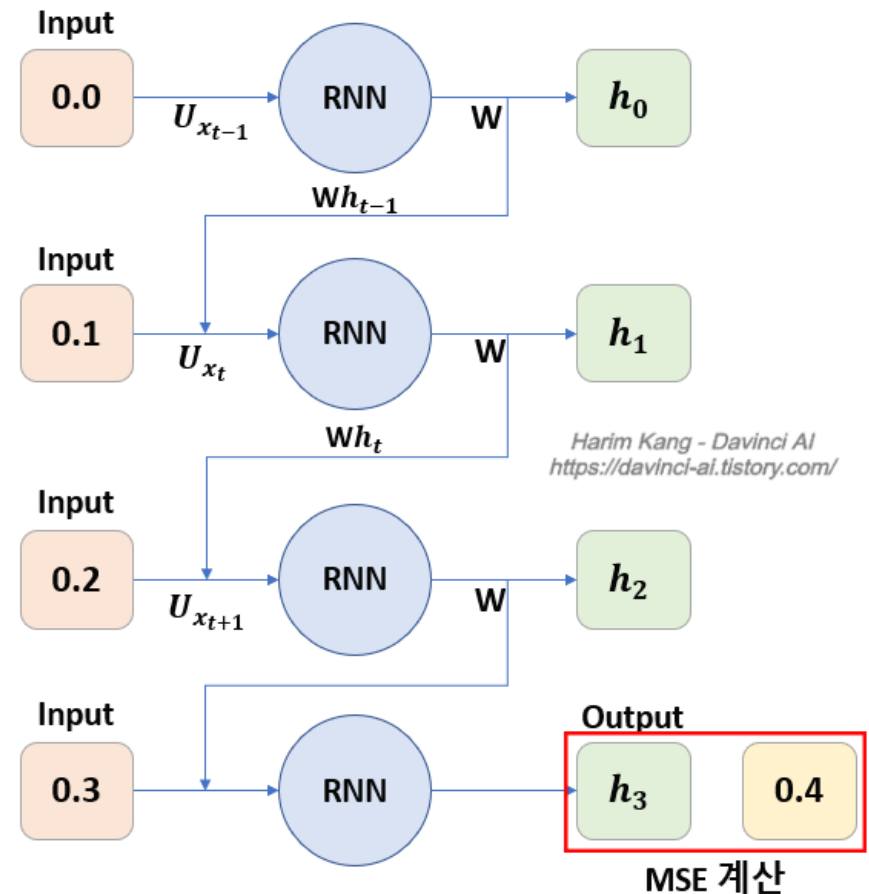 Input
0.0
U_{x_{t-1}}
RNN
W
h_0
Wh_{t-1}
Input
0.1
U_{x_t}
RNN
W
h_1
Wh_t
Harim Kang - Davinci AI
https://davinci-ai.tistory.com/
Input
0.2
U_{x_{t+1}}
RNN
W
h_2
Input
0.3
RNN
Output
h_3
0.4
MSE 계산